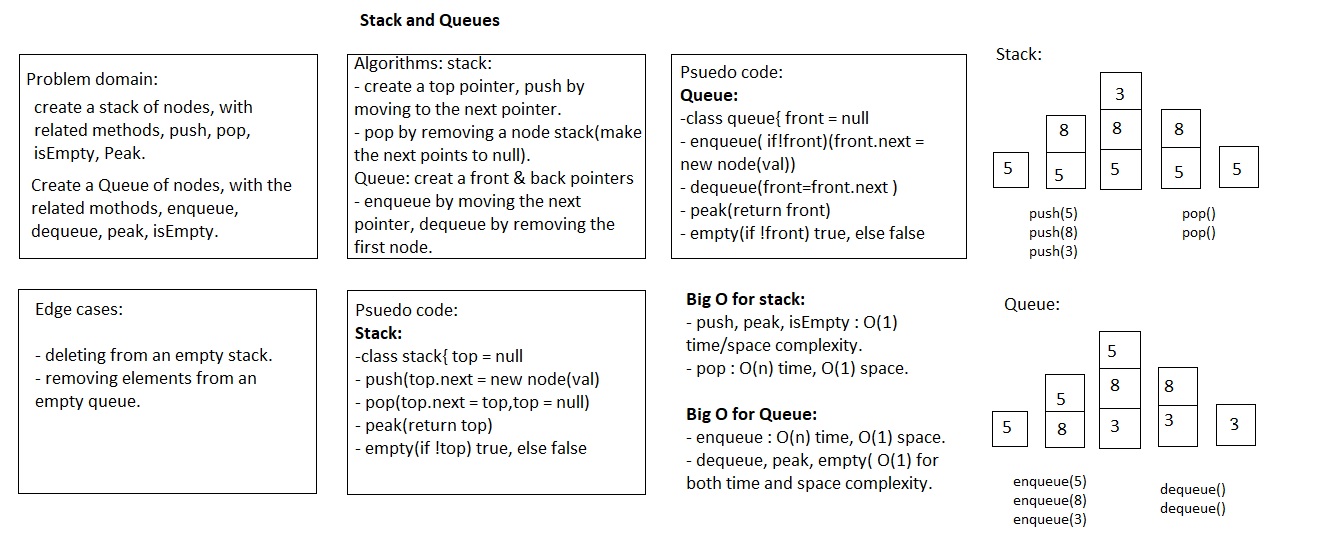 Stack and Queues
Problem domain:
create a stack of nodes, with
related methods, push, pop,
isEmpty, Peak.
Create a Queue of nodes, with the
related mothods, enqueue,
dequeue, peak, isEmpty.
Algorithms: stack:
- create a top pointer, push by
moving to the next pointer.
- pop by removing a node stack(make
the next points to null).
Queue: creat a front & back pointers
- enqueue by moving the next
pointer, dequeue by removing the
first node.
Psuedo code:
Queue:
-class queue{ front = null
- enqueue( if!front)(front.next =
new node(val))
- dequeue(front=front.next )
- peak(return front)
- empty(if !front) true, else false
Stack:
3
8 8 8
5 5 5 5 5
push(5)
push(8)
push(3)
pop()
pop()
Edge cases:
- deleting from an empty stack.
- removing elements from an
empty queue.
Psuedo code:
Stack:
-class stack{ top = null
- push(top.next = new node(val)
- pop(top.next = top,top = null)
- peak(return top)
- empty(if !top) true, else false
Big O for stack:
- push, peak, isEmpty : O(1)
time/space complexity.
- pop : O(n) time, O(1) space.
Big O for Queue:
- enqueue : O(n) time, O(1) space.
- dequeue, peak, empty( O(1) for
both time and space complexity.
Queue:
5
5 8 8
5 8 3 3 3
enqueue(5)
enqueue(8)
enqueue(3)
dequeue()
dequeue()